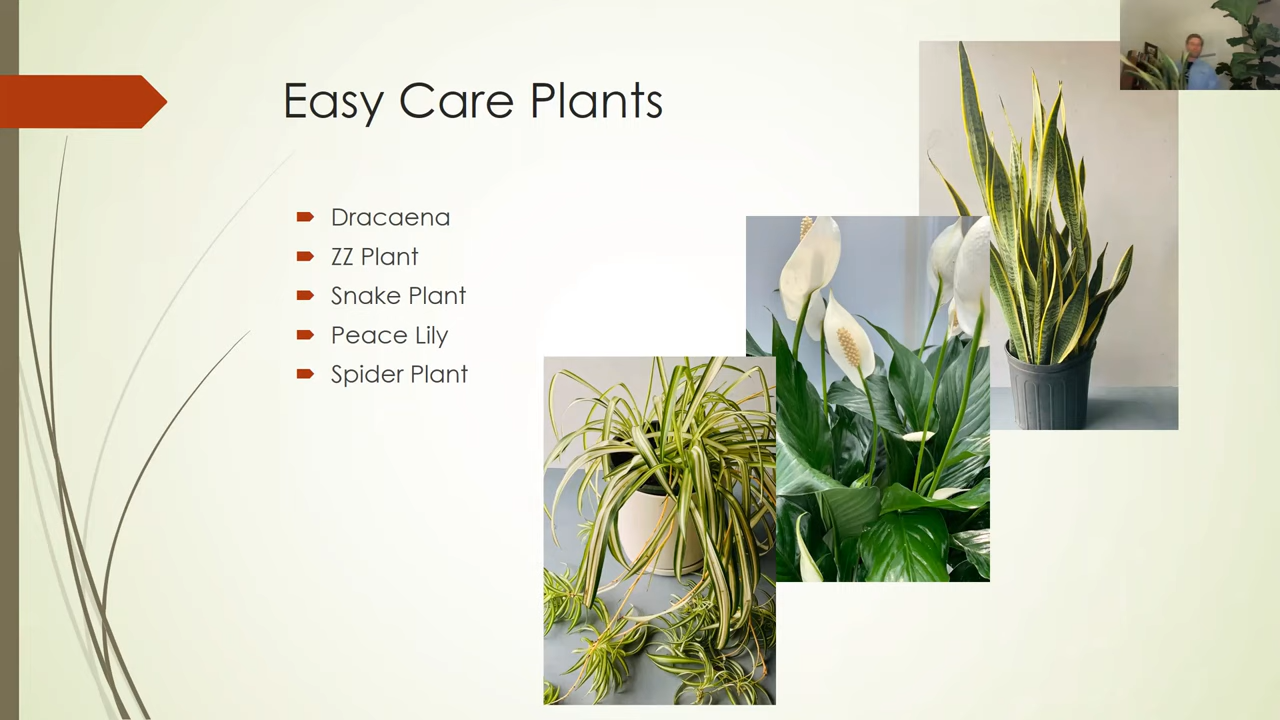 Easy Care Plants
Dracaena
ZZ Plant
Snake Plant
Peace Lily
Spider Plant